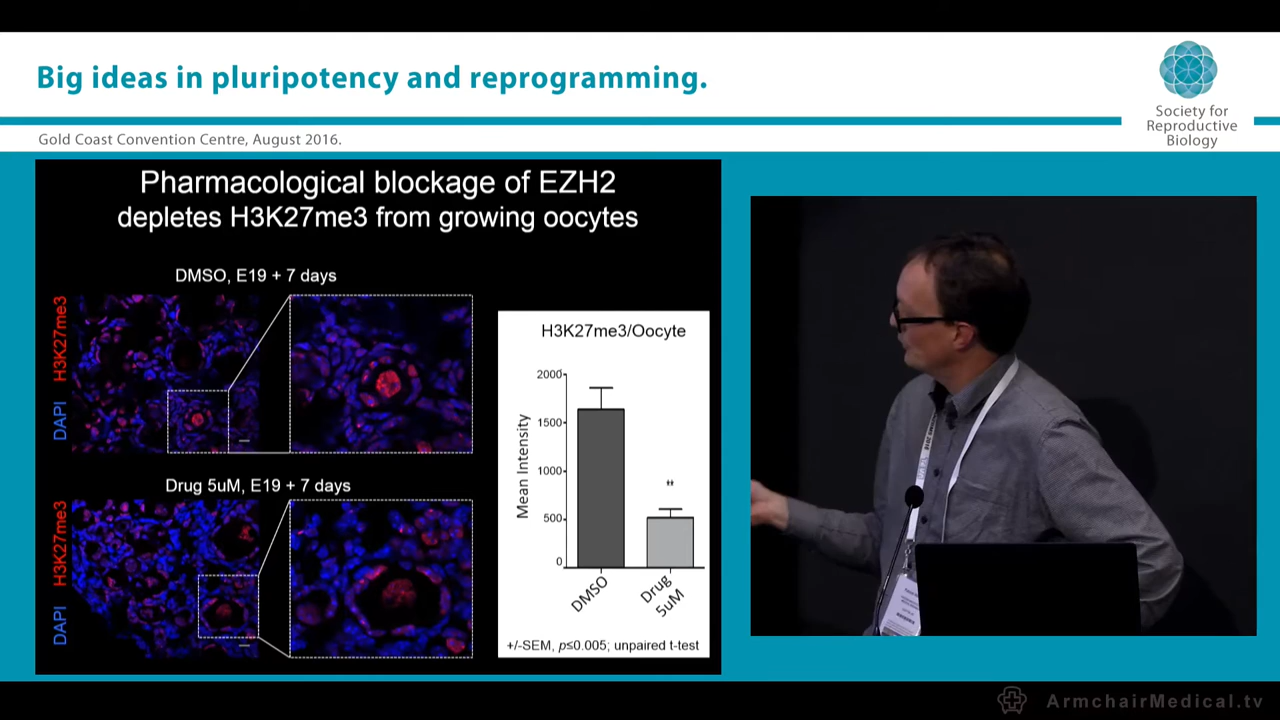 Big ideas in pluripotency and reprogramming.
Society for
Reproductive
Biology
Gold Coast Convention Centre, August 2016.
Pharmacological blockage of EZH2
depletes H3K27me3 from growing oocytes
DMSO, E19 + 7 days
DAPI H3K27me3
Drug 5uM, E19 + 7 days
DAPI H3K27me3
H3K27me3/Oocyte
Mean Intensity
2000
1500
1000
500
0
**
DMSO
Drug
5uM
+/-SEM, p≤0.005; unpaired t-test
ArmchairMedical.tv